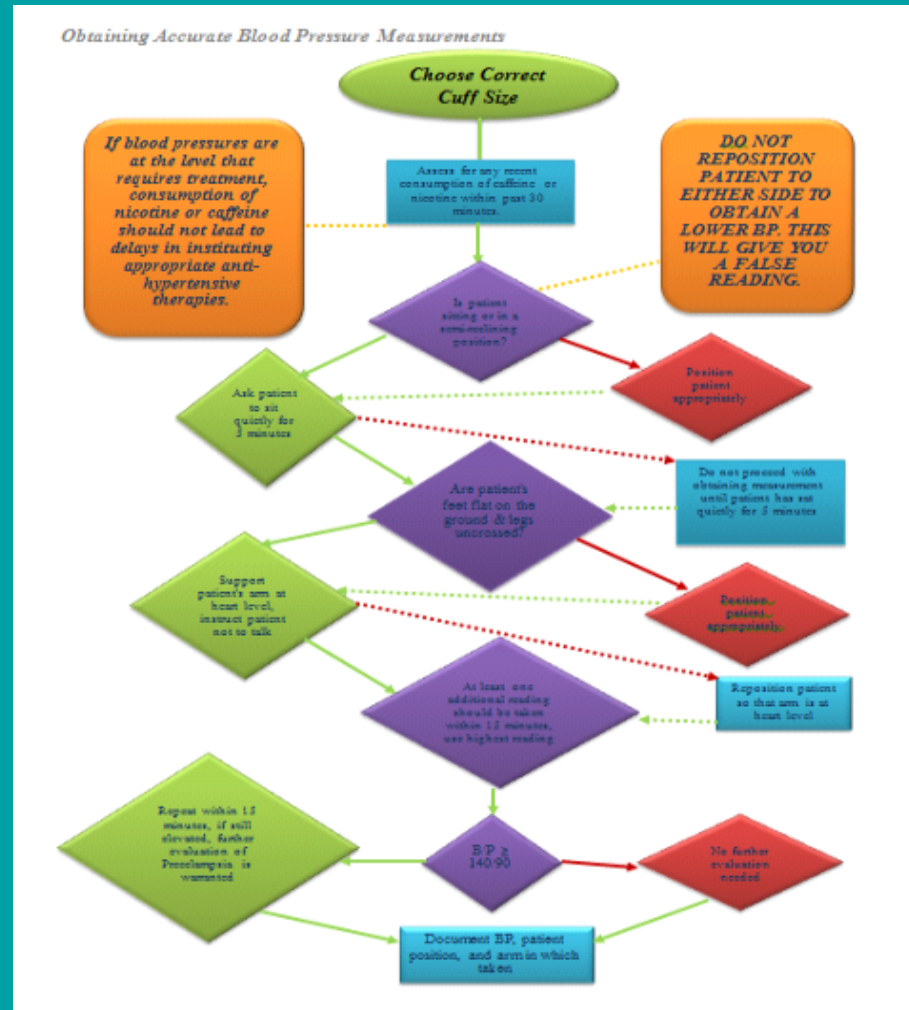 Obtaining Accurate Blood Pressure Measurements
Choose Correct
Cuff Size
If blood pressures are
at the level that
requires treatment,
consumption of
nicotine or caffeine
should not lead to
delays in instituting
appropriate anti-
hypertensive
therapies.
Assess for any recent
consumption of caffeine or
nicotine within past 30
minutes.
DO NOT
REPOSITION
PATIENT TO
EITHER SIDE TO
OBTAIN A
LOWER BP. THIS
WILL GIVE YOU
A FALSE
READING.
Is patient
sitting or in a
semi-reclining
position?
Position
patient
appropriately
Ask patient
to sit
quietly for
5 minutes
Do not proceed with
obtaining measurement
until patient has sat
quietly for 5 minutes
Are patient's
feet flat on the
ground & legs
uncrossed?
Support
patient's arm at
heart level,
instruct patient
not to talk
Position
patient
appropriately
At least one
additional reading
should be taken
within 15 minutes,
use highest reading
Reposition patient
so that arm is at
heart level
Repeat within 15
minutes, if still
elevated, further
evaluation of
Preeclampsia is
warranted
B/P ≥
140/90
No further
evaluation
needed
Document BP, patient
position, and arm in which
taken